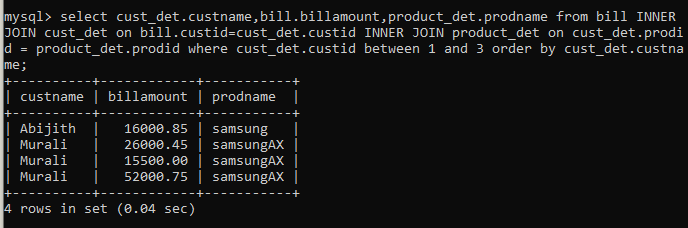 mysql> select cust_det.custname,bill.billamount,product_det.prodname from bill INNER
JOIN cust_det on bill.custid=cust_det.custid INNER JOIN product_det on cust_det.prodi
d = product_det.prodid where cust_det.custid between 1 and 3 order by cust_det.custna
me;
+----------+------------+-----------+
| custname | billamount | prodname  |
+----------+------------+-----------+
| Abijith  |   16000.85 | samsung   |
| Murali   |   26000.45 | samsungAX |
| Murali   |   15500.00 | samsungAX |
| Murali   |   52000.75 | samsungAX |
+----------+------------+-----------+
4 rows in set (0.04 sec)